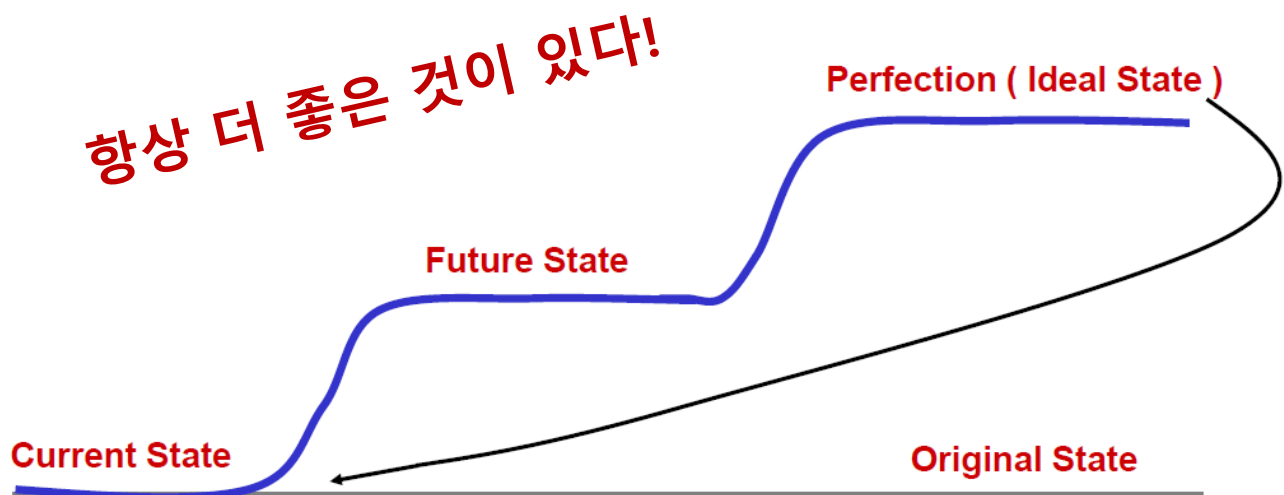 항상 더 좋은 것이 있다!
Perfection ( Ideal State )
Future State
Current State
Original State